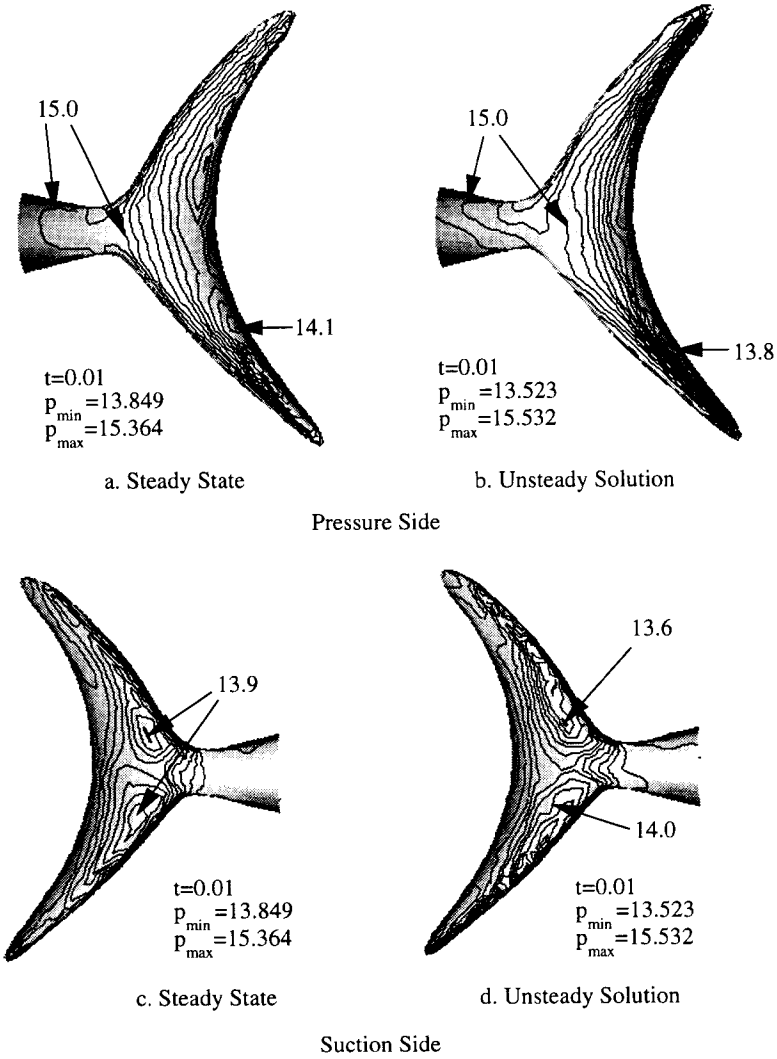 15.0
14.1
t=0.01
p_min=13.849
p_max=15.364
a. Steady State
15.0
13.8
t=0.01
p_min=13.523
p_max=15.532
b. Unsteady Solution
Pressure Side
13.9
t=0.01
p_min=13.849
p_max=15.364
c. Steady State
13.6
14.0
t=0.01
p_min=13.523
p_max=15.532
d. Unsteady Solution
Suction Side